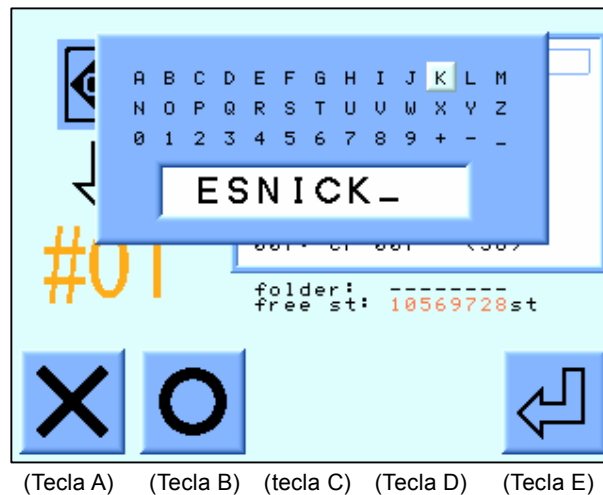 A B C D E F G H I J K L M
N O P Q R S T U V W X Y Z
0 1 2 3 4 5 6 7 8 9 + - _
ESNICK_
#01
folder: --------
free st: 10569728st
(Tecla A) (Tecla B) (tecla C) (Tecla D) (Tecla E)